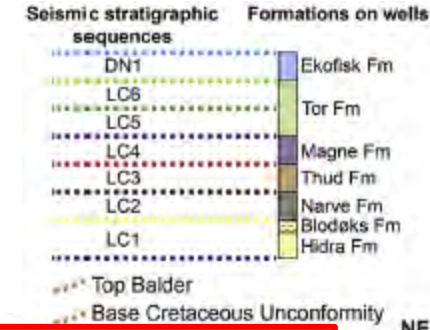 Seismic stratigraphic sequences
Formations on wells
DN1
Ekofisk Fm
LC6
Tor Fm
LC5
LC4
Magne Fm
LC3
Thud Fm
LC2
Narve Fm
Blodøks Fm
LC1
Hidra Fm
Top Balder
Base Cretaceous Unconformity
NE